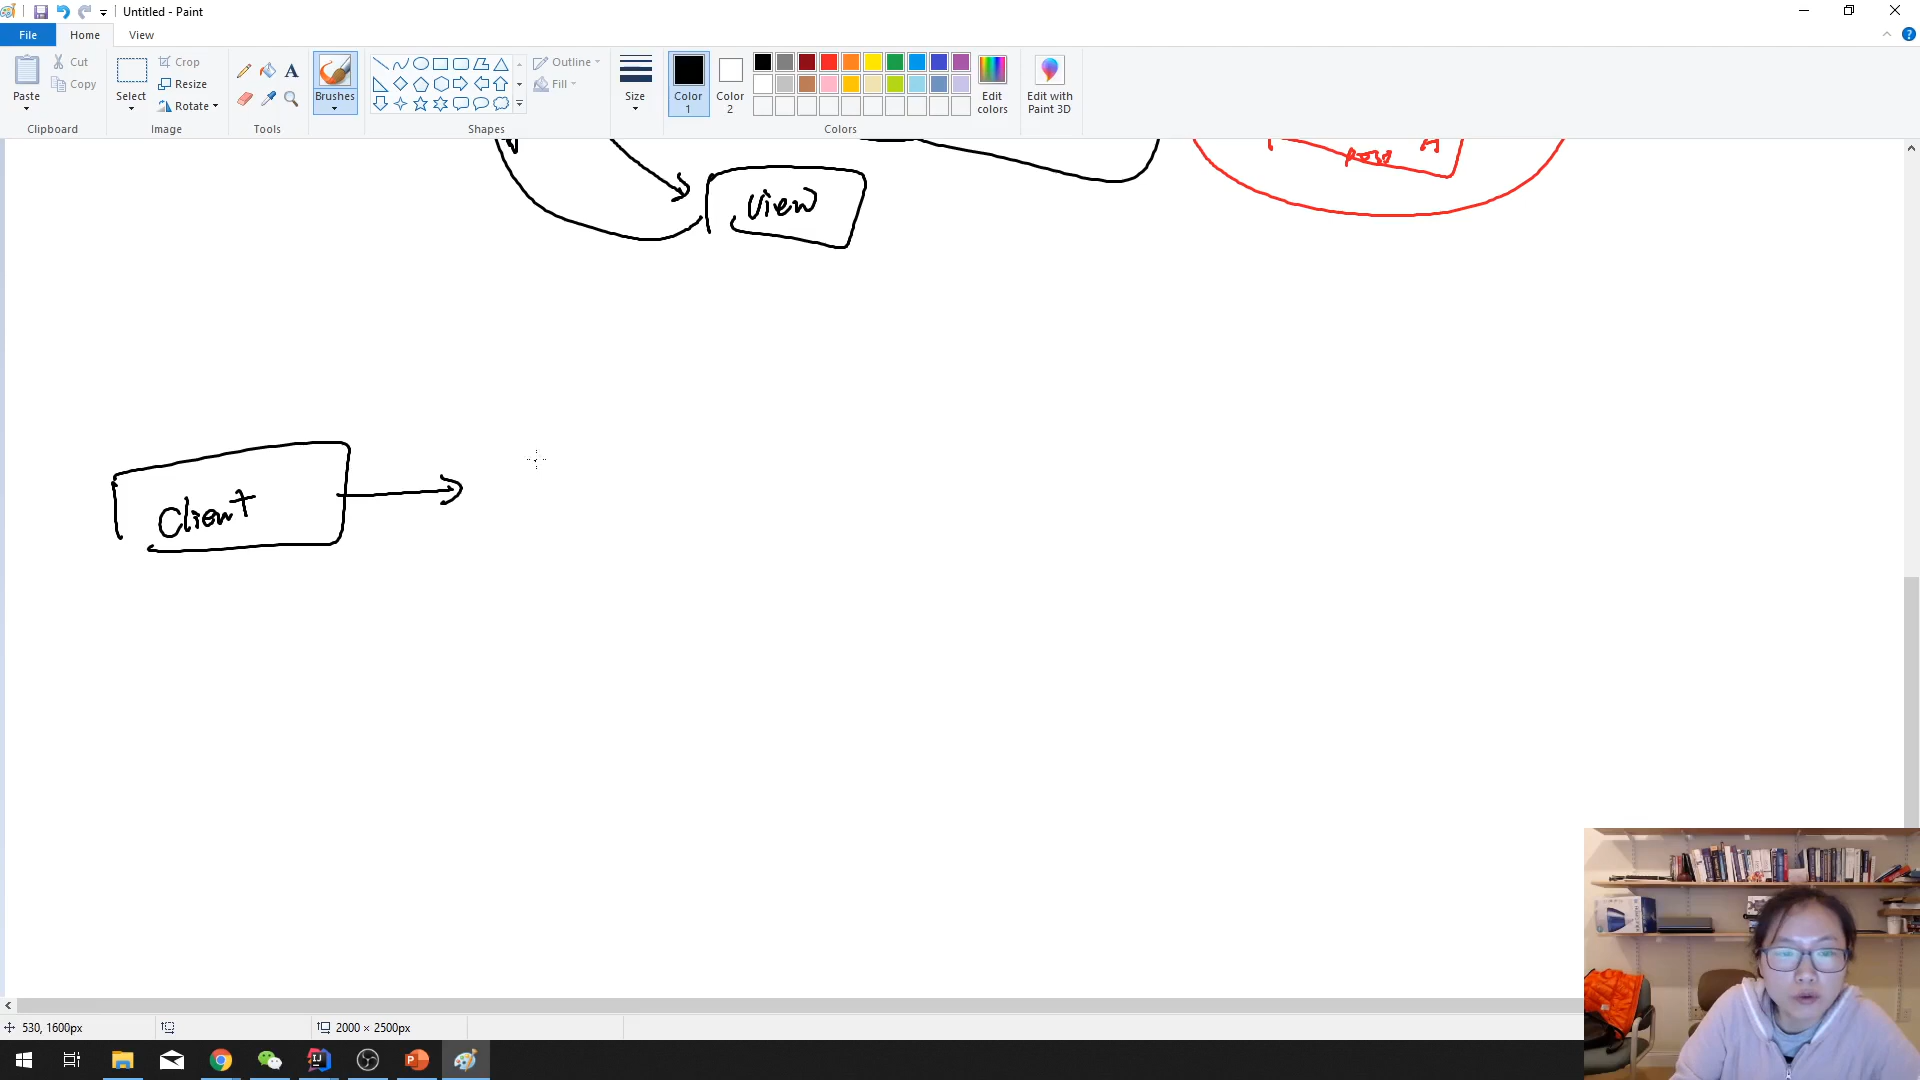 Untitled - Paint
File Home View
Paste
Cut
Copy
Clipboard
Select
Crop
Resize
Rotate
Image
Tools
Brushes
Shapes
Outline
Fill
Size
Color 1
Color 2
Edit colors
Colors
Edit with Paint 3D
View
Client
530, 1600px
2000 × 2500px